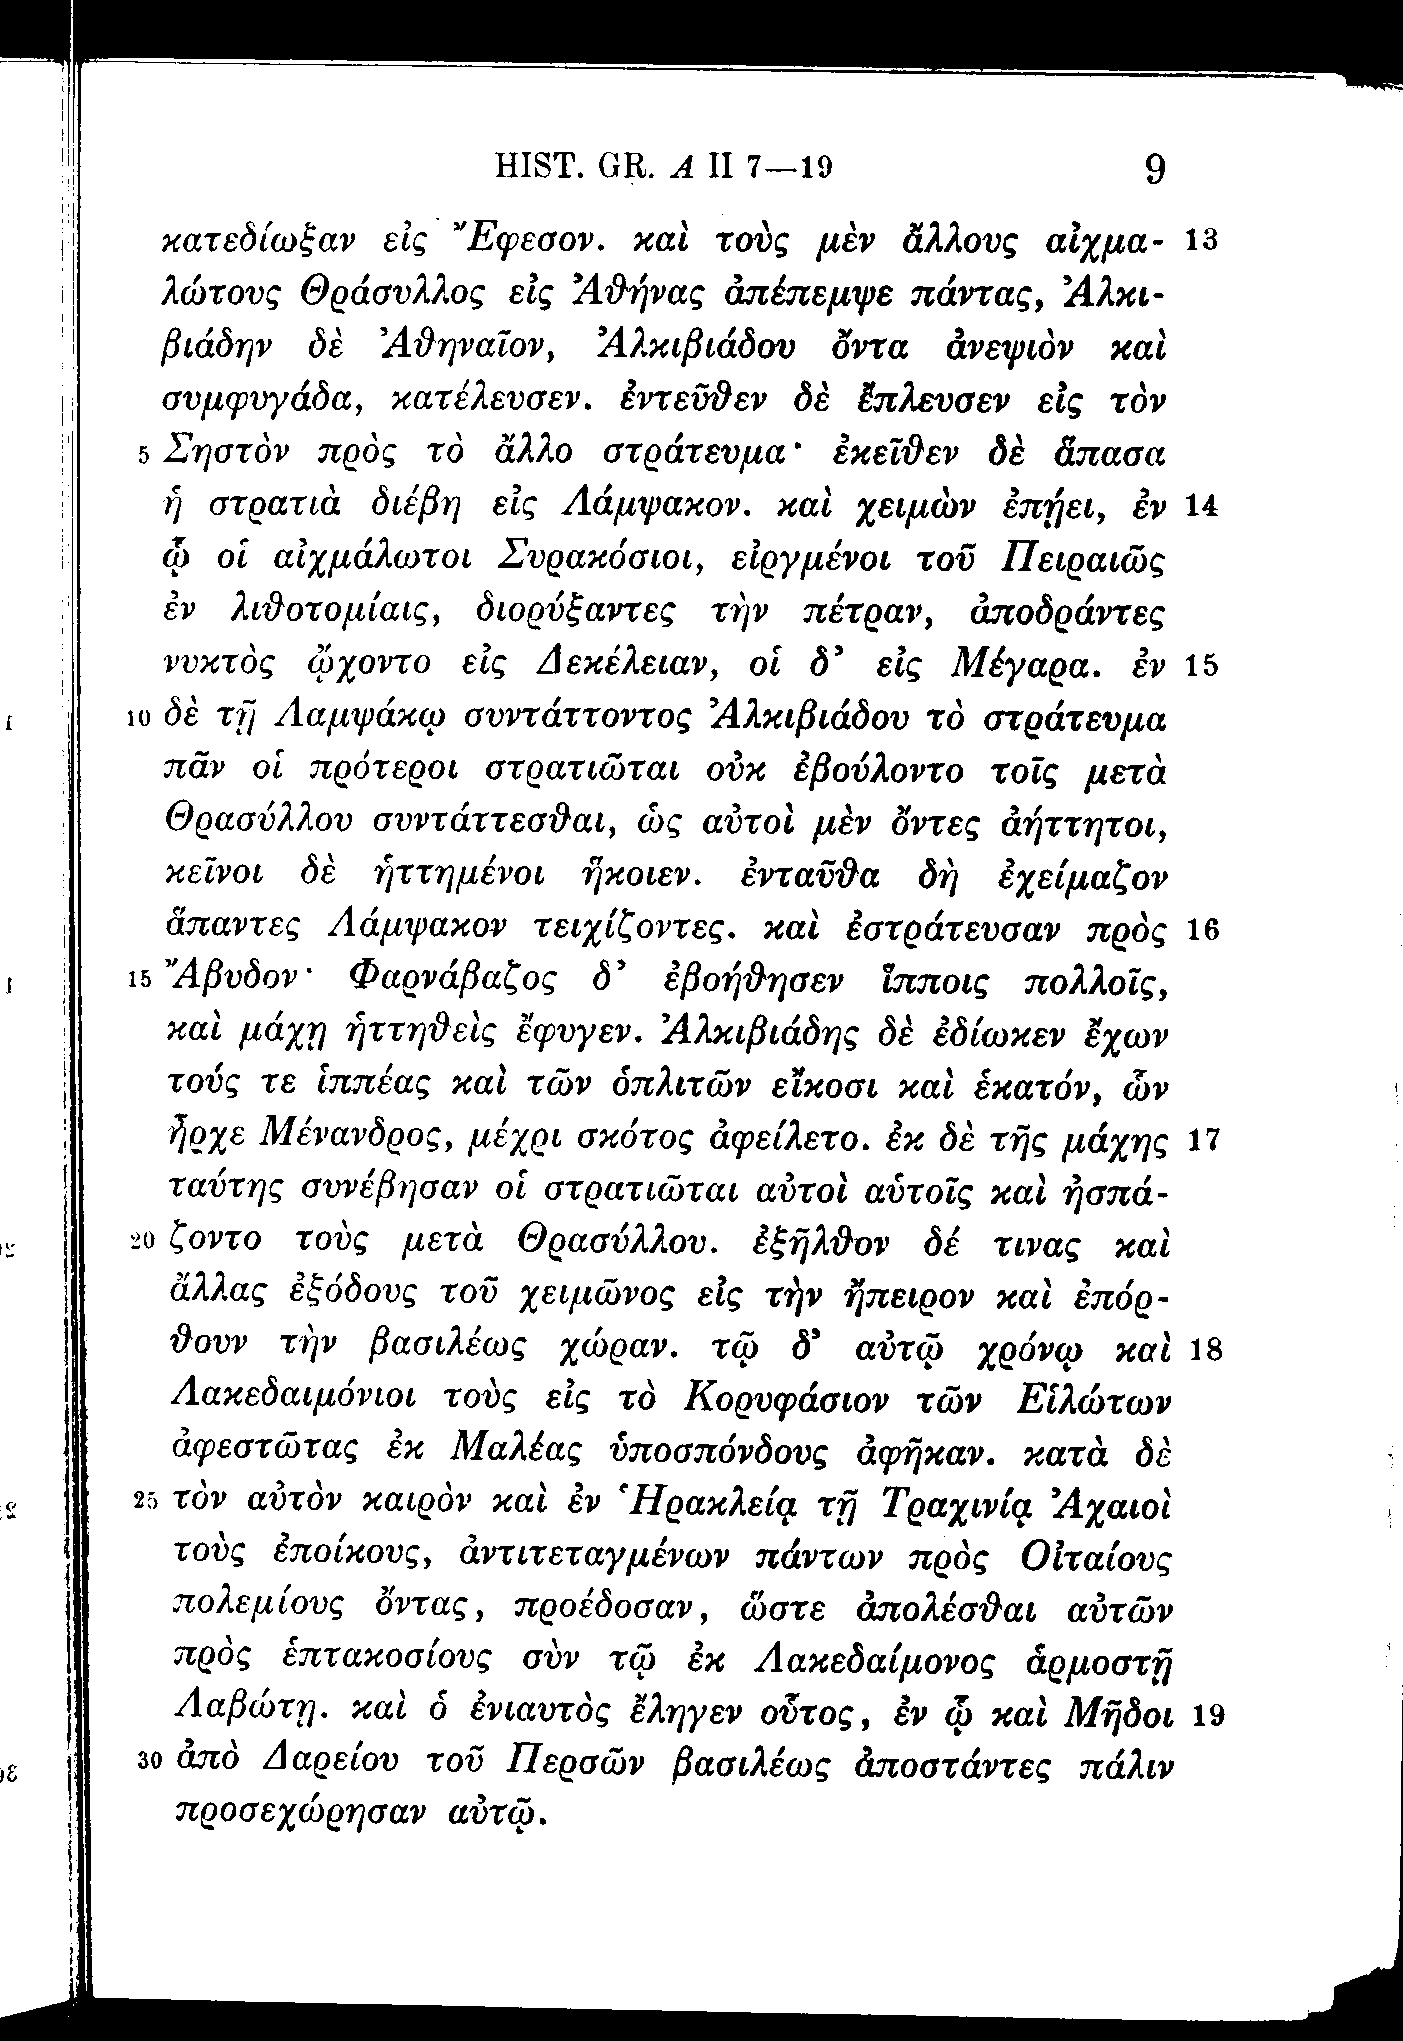 HIST. GR. A II 7—19 9
κατεδίωξαν εἰς Ἔφεσον. καὶ τοὺς μὲν ἄλλους αἰχμα- 13
λώτους Θράσυλλος εἰς Ἀθήνας ἀπέπεμψε πάντας, Ἀλκι-
βιάδην δὲ Ἀθηναῖον, Ἀλκιβιάδου ὄντα ἀνεψιὸν καὶ
συμφυγάδα, κατέλευσεν. ἐντεῦθεν δὲ ἔπλευσεν εἰς τὸν
5 Σηστὸν πρὸς τὸ ἄλλο στράτευμα· ἐκεῖθεν δὲ ἅπασα
ἡ στρατιὰ διέβη εἰς Λάμψακον. καὶ χειμὼν ἐπῄει, ἐν 14
ᾧ οἱ αἰχμάλωτοι Συρακόσιοι, εἰργμένοι τοῦ Πειραιῶς
ἐν λιθοτομίαις, διορύξαντες τὴν πέτραν, ἀποδράντες
νυκτὸς ᾤχοντο εἰς Δεκέλειαν, οἱ δ' εἰς Μέγαρα. ἐν 15
10 δὲ τῇ Λαμψάκῳ συντάττοντος Ἀλκιβιάδου τὸ στράτευμα
πᾶν οἱ πρότεροι στρατιῶται οὐκ ἐβούλοντο τοῖς μετὰ
Θρασύλλου συντάττεσθαι, ὡς αὐτοὶ μὲν ὄντες ἀήττητοι,
κεῖνοι δὲ ἡττημένοι ἥκοιεν. ἐνταῦθα δὴ ἐχείμαζον
ἅπαντες Λάμψακον τειχίζοντες. καὶ ἐστράτευσαν πρὸς 16
15 Ἄβυδον· Φαρνάβαζος δ' ἐβοήθησεν ἵπποις πολλοῖς,
καὶ μάχῃ ἡττηθεὶς ἔφυγεν. Ἀλκιβιάδης δὲ ἐδίωκεν ἔχων
τούς τε ἱππέας καὶ τῶν ὁπλιτῶν εἴκοσι καὶ ἑκατόν, ὧν
ἦρχε Μένανδρος, μέχρι σκότος ἀφείλετο. ἐκ δὲ τῆς μάχης 17
ταύτης συνέβησαν οἱ στρατιῶται αὐτοὶ αὑτοῖς καὶ ἠσπά-
20 ζοντο τοὺς μετὰ Θρασύλλου. ἐξῆλθον δέ τινας καὶ
ἄλλας ἐξόδους τοῦ χειμῶνος εἰς τὴν ἤπειρον καὶ ἐπόρ-
θουν τὴν βασιλέως χώραν. τῷ δ' αὐτῷ χρόνῳ καὶ 18
Λακεδαιμόνιοι τοὺς εἰς τὸ Κορυφάσιον τῶν Εἱλώτων
ἀφεστῶτας ἐκ Μαλέας ὑποσπόνδους ἀφῆκαν. κατὰ δὲ
25 τὸν αὐτὸν καιρὸν καὶ ἐν Ἡρακλείᾳ τῇ Τραχινίᾳ Ἀχαιοὶ
τοὺς ἐποίκους, ἀντιτεταγμένων πάντων πρὸς Οἰταίους
πολεμίους ὄντας, προέδοσαν, ὥστε ἀπολέσθαι αὐτῶν
πρὸς ἑπτακοσίους σὺν τῷ ἐκ Λακεδαίμονος ἁρμοστῇ
Λαβώτῃ. καὶ ὁ ἐνιαυτὸς ἔληγεν οὗτος, ἐν ᾧ καὶ Μῆδοι 19
30 ἀπὸ Δαρείου τοῦ Περσῶν βασιλέως ἀποστάντες πάλιν
προσεχώρησαν αὐτῷ.